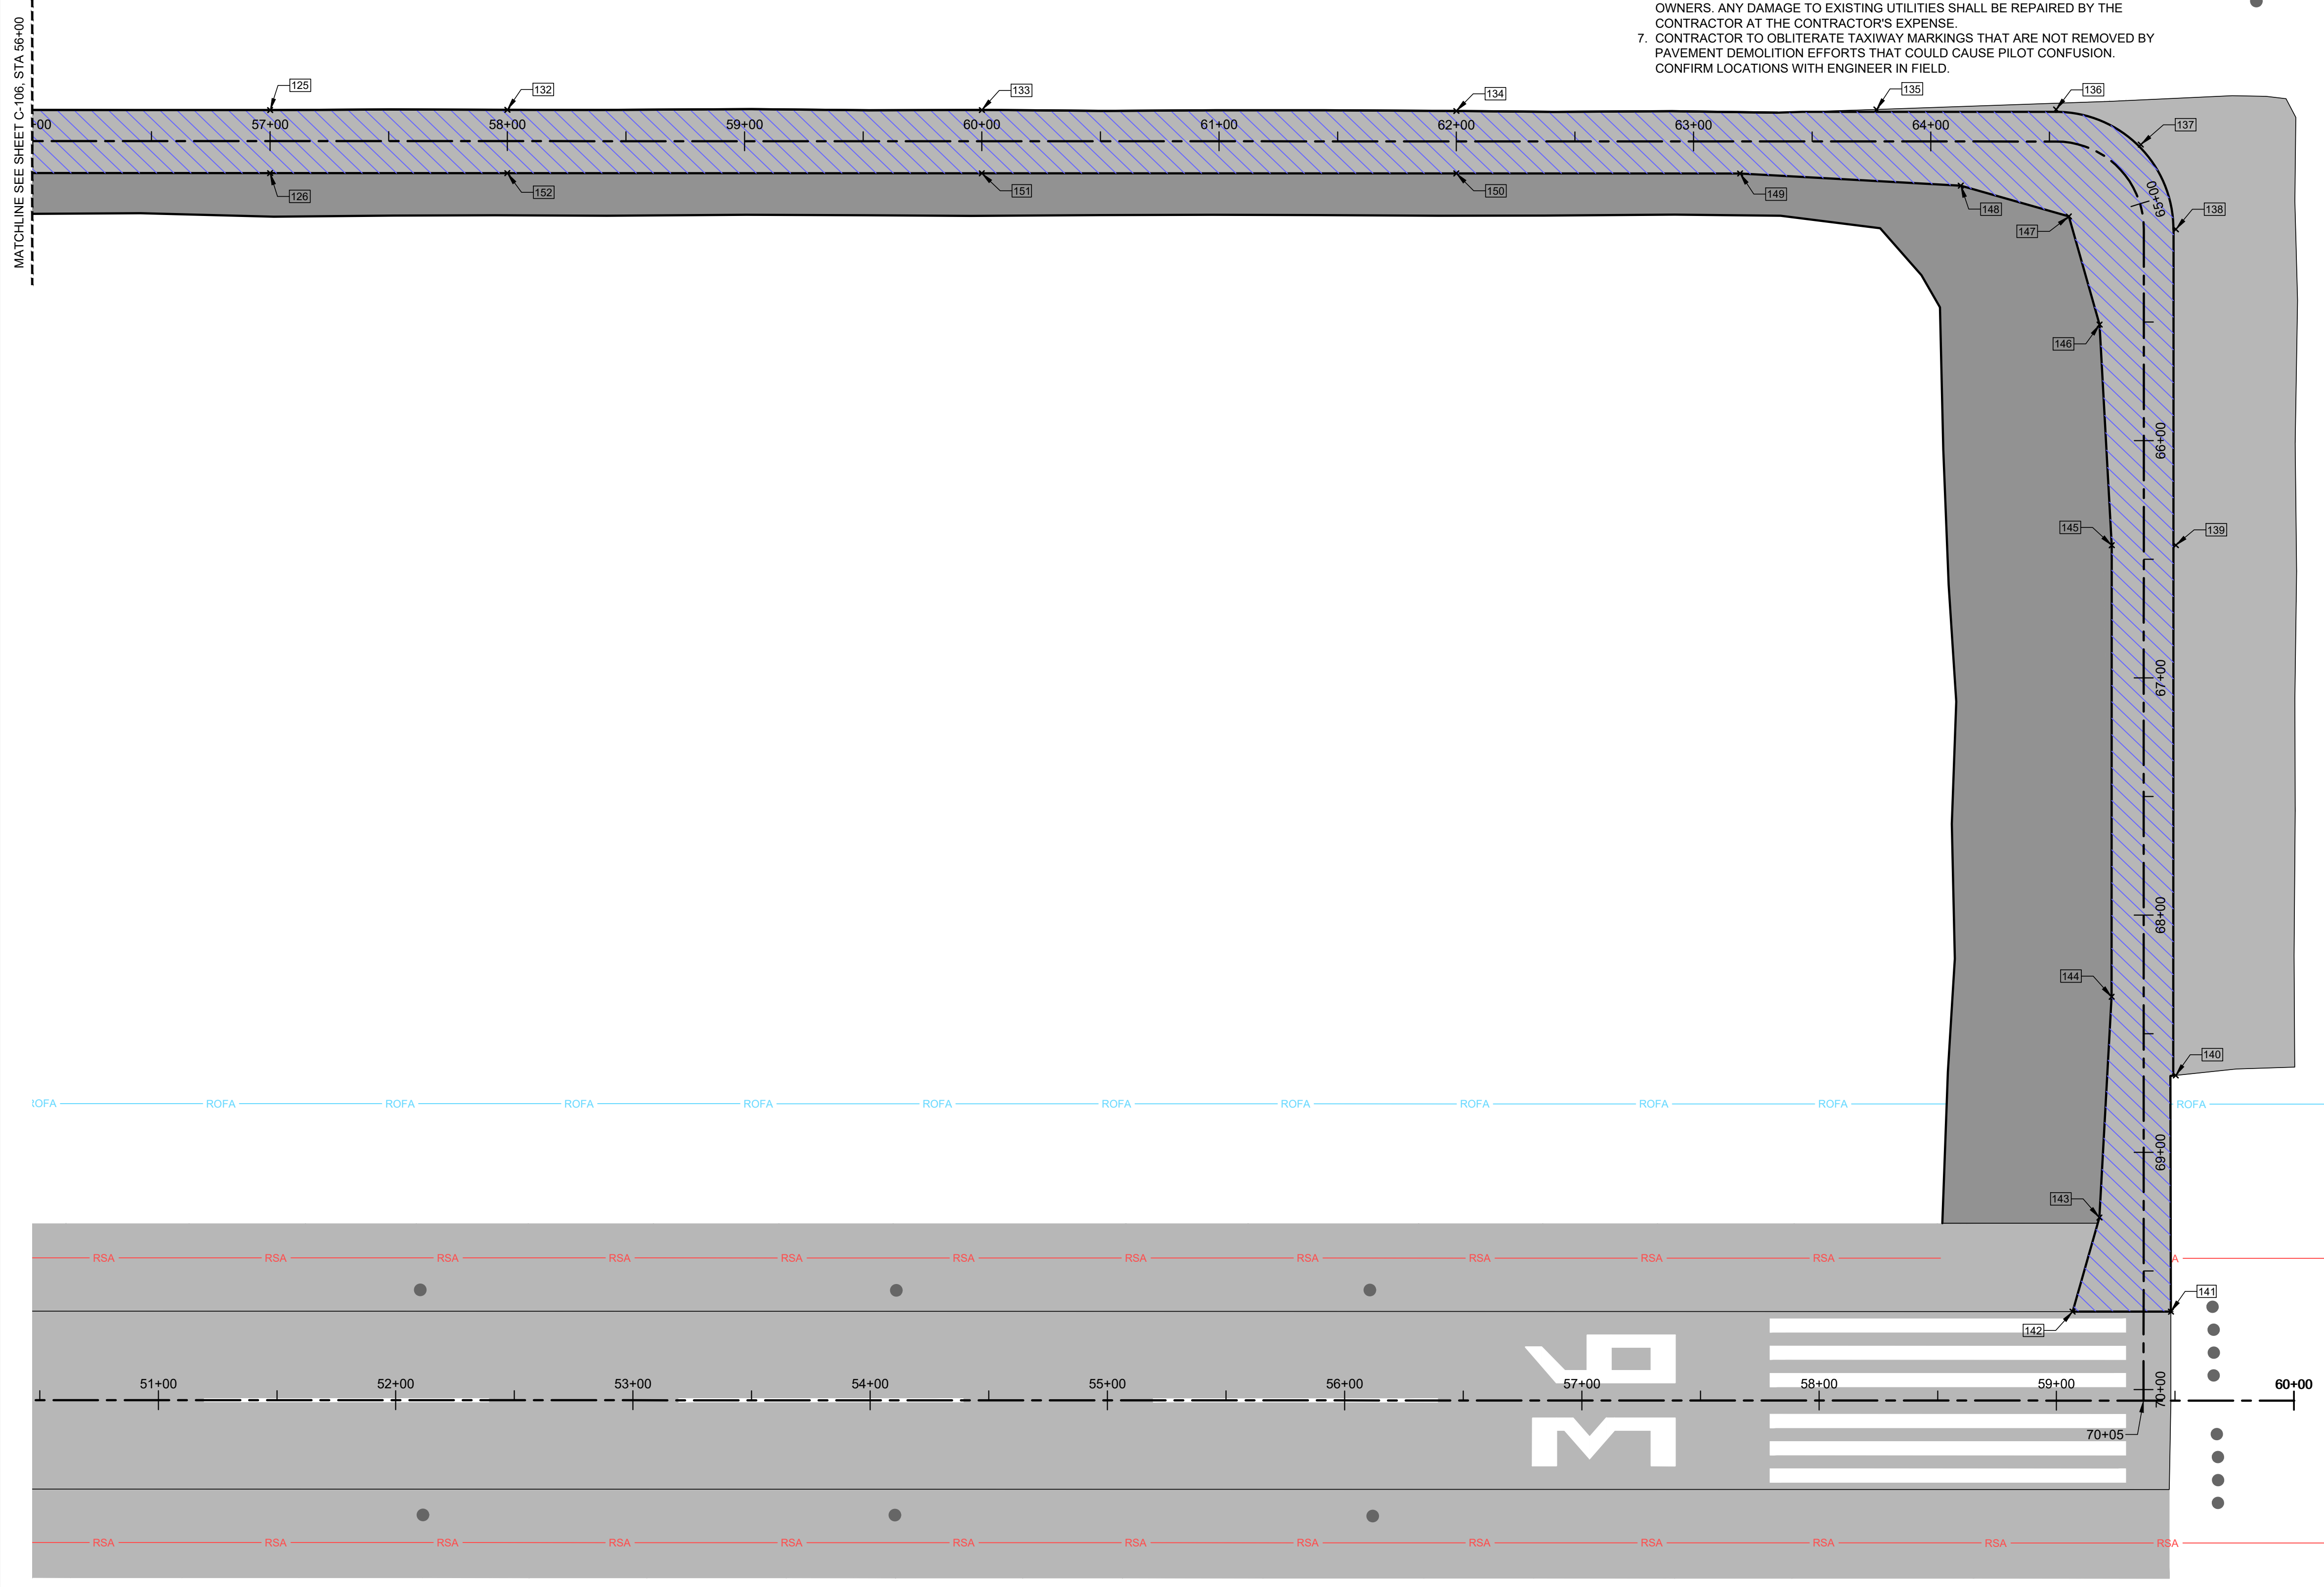 OWNERS. ANY DAMAGE TO EXISTING UTILITIES SHALL BE REPAIRED BY THE
CONTRACTOR AT THE CONTRACTOR'S EXPENSE.
7. CONTRACTOR TO OBLITERATE TAXIWAY MARKINGS THAT ARE NOT REMOVED BY
PAVEMENT DEMOLITION EFFORTS THAT COULD CAUSE PILOT CONFUSION.
CONFIRM LOCATIONS WITH ENGINEER IN FIELD.
MATCHLINE SEE SHEET C-106, STA 56+00
125
132
133
134
135
136
137
+00 57+00 58+00 59+00 60+00 61+00 62+00 63+00 64+00
65+00
126
152
151
150
149
148
138
147
146
66+00
145
139
67+00
68+00
144
140
ROFA ROFA ROFA ROFA ROFA ROFA ROFA ROFA ROFA ROFA ROFA ROFA
69+00
143
RSA RSA RSA RSA RSA RSA RSA RSA RSA RSA RSA A
141
142
51+00 52+00 53+00 54+00 55+00 56+00 57+00 58+00 59+00 60+00
70+00
70+05
RSA RSA RSA RSA RSA RSA RSA RSA RSA RSA RSA RSA RSA